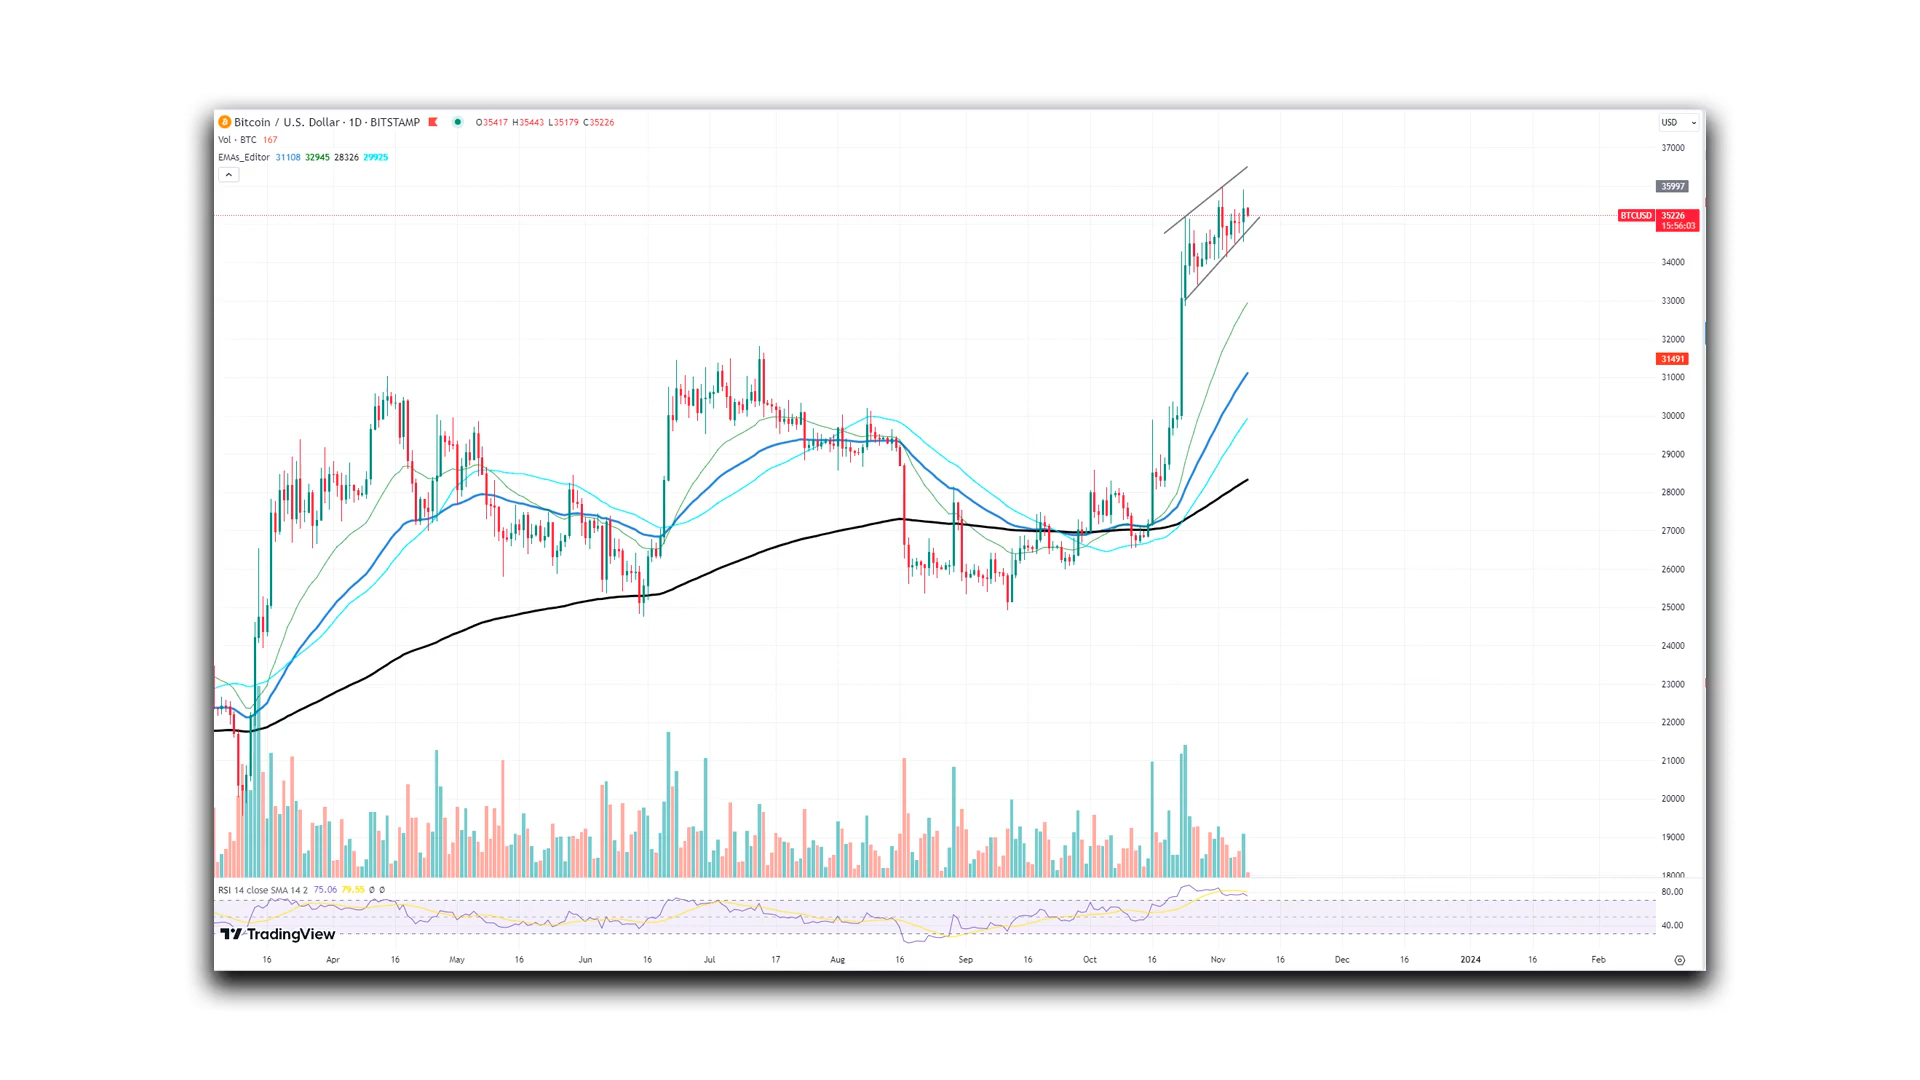 Bitcoin / U.S. Dollar · 1D · BITSTAMP O35417 H35443 L35179 C35226
USD
Vol · BTC 167
EMAs_Editor 31108 32945 28326 29925
37000
35997
BTCUSD 35226
15:56:03
34000
33000
32000
31491
31000
30000
29000
28000
27000
26000
25000
24000
23000
22000
21000
20000
19000
18000
RSI 14 close SMA 14 2 75.06 79.55 Ø Ø
80.00
40.00
TradingView
16 Apr 16 May 16 Jun 16 Jul 17 Aug 16 Sep 16 Oct 16 Nov 16 Dec 16 2024 16 Feb